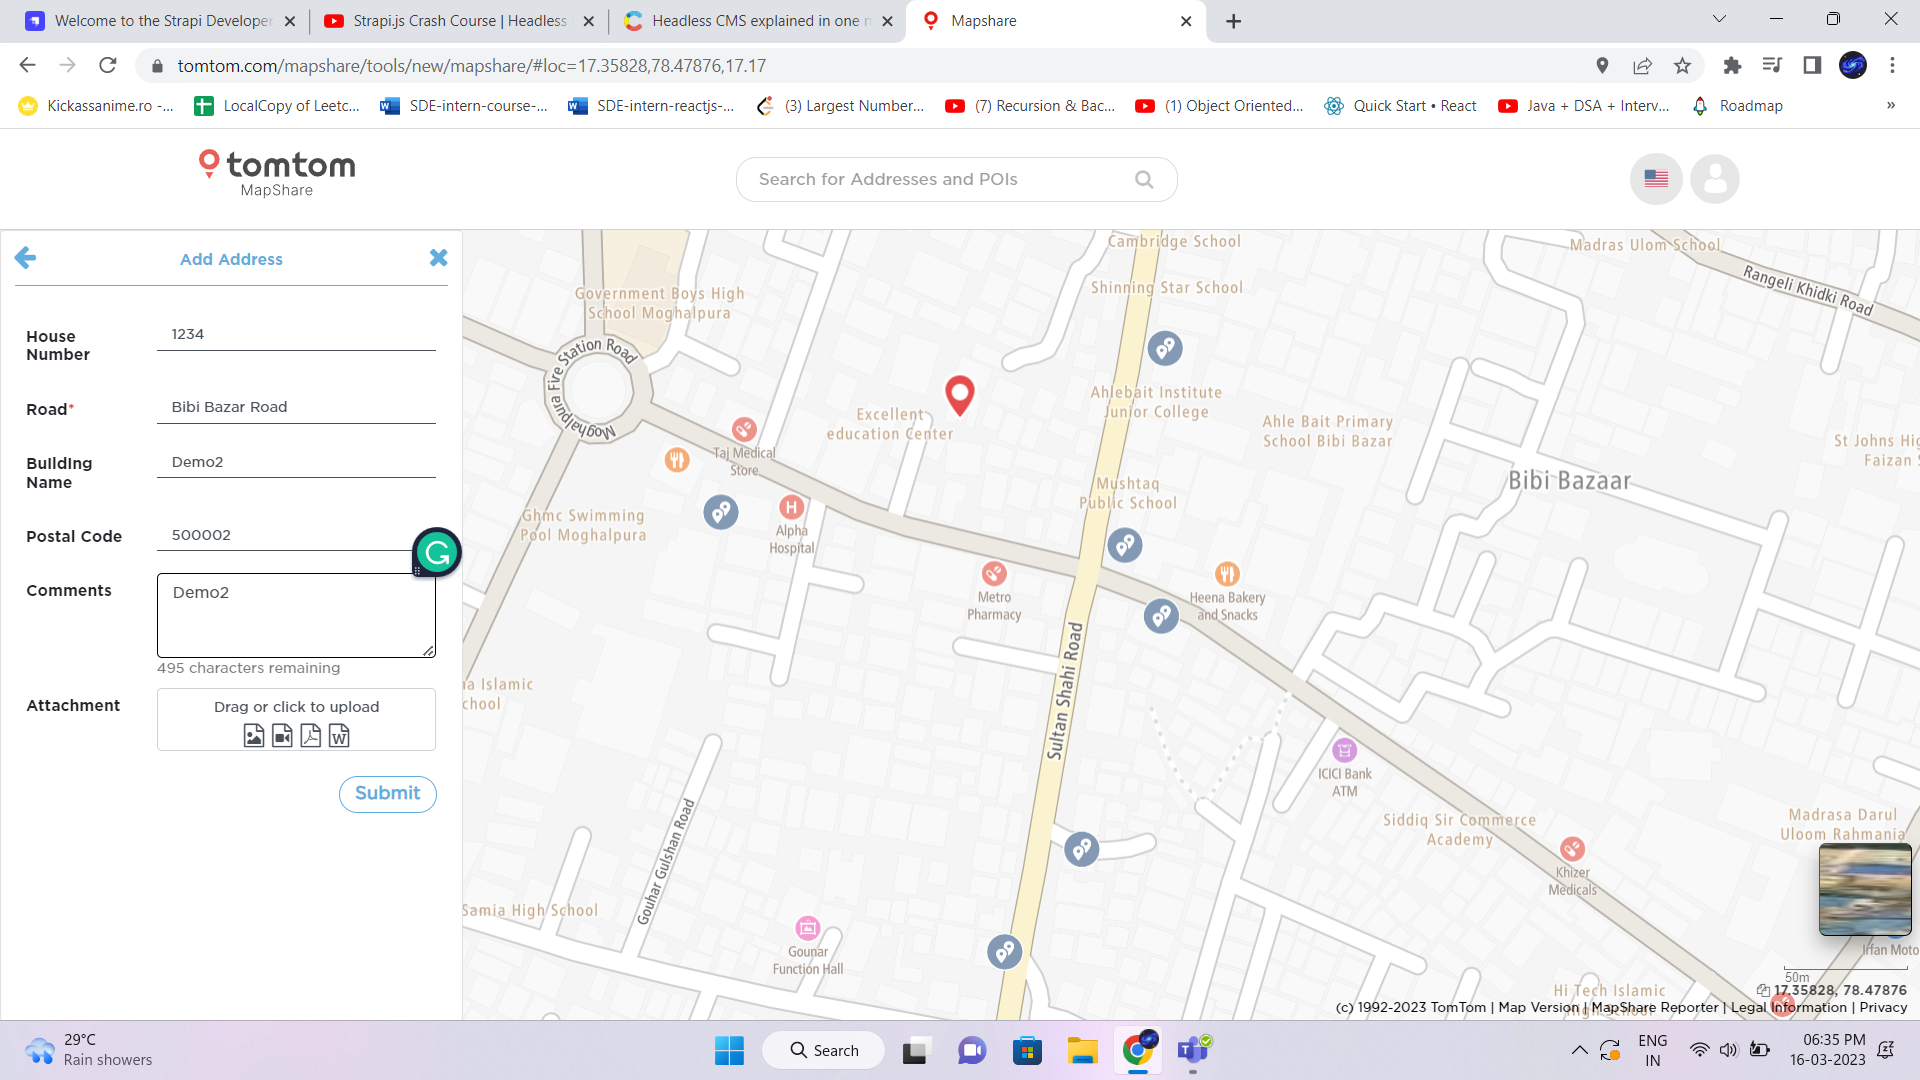 Welcome to the Strapi Developer
Strapi.js Crash Course | Headless
Headless CMS explained in one m
Mapshare
tomtom.com/mapshare/tools/new/mapshare/#loc=17.35828,78.47876,17.17
Kickassanime.ro -...
LocalCopy of Leetc...
SDE-intern-course-...
SDE-intern-reactjs-...
(3) Largest Number...
(7) Recursion & Bac...
(1) Object Oriented...
Quick Start • React
Java + DSA + Interv...
Roadmap
»
tomtom
MapShare
Search for Addresses and POIs
Add Address
House
Number
1234
Road*
Bibi Bazar Road
Building
Name
Demo2
Postal Code
500002
Comments
Demo2
495 characters remaining
Attachment
Drag or click to upload
Submit
Cambridge School
Madras Ulom School
Rangeli Khidki Road
Government Boys High
School Moghalpura
Shinning Star School
Moghalpura Fire Station Road
Moghalpura
Ahlebait Institute
Junior College
Excellent
education Center
Ahle Bait Primary
School Bibi Bazar
St Johns Hig
Faizan S
Taj Medical
Store
Bibi Bazaar
Mushtaq
Public School
Ghmc Swimming
Pool Moghalpura
Alpha
Hospital
Metro
Pharmacy
Heena Bakery
and Snacks
Sultan Shahi Road
na Islamic
chool
ICICI Bank
ATM
Siddiq Sir Commerce
Academy
Madrasa Darul
Uloom Rahmania
Khizer
Medicals
Gouhar Gulshan Road
Samia High School
Gounar
Function Hall
Irfan Moto
50m
Hi Tech Islamic
High School
17.35828, 78.47876
(c) 1992-2023 TomTom | Map Version | MapShare Reporter | Legal Information | Privacy
29°C
Rain showers
Search
ENG
IN
06:35 PM
16-03-2023